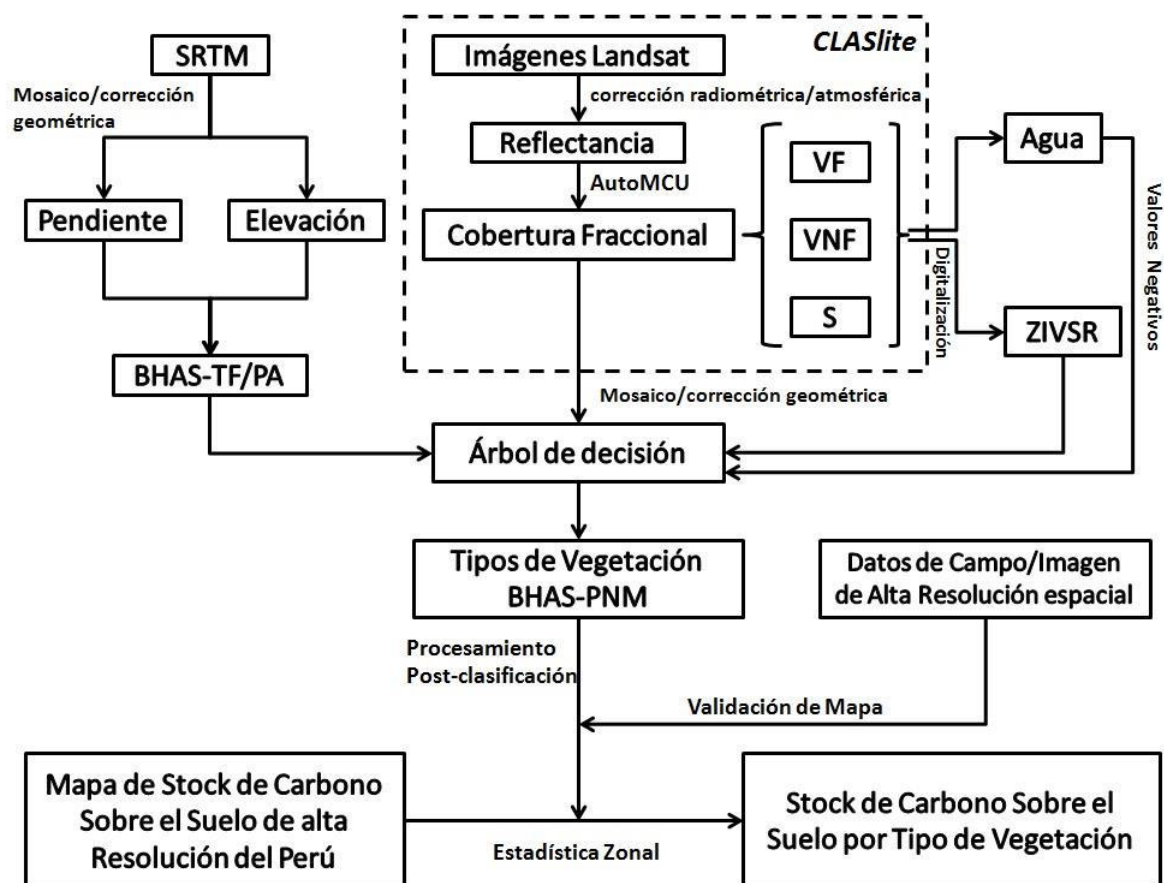 SRTM
Mosaico/corrección
geométrica
Pendiente
Elevación
BHAS-TF/PA
CLASlite
Imágenes Landsat
corrección radiométrica/atmosférica
Reflectancia
AutoMCU
Cobertura Fraccional
VF
VNF
S
Digitalización
Agua
ZIVSR
Valores Negativos
Mosaico/corrección geométrica
Árbol de decisión
Tipos de Vegetación
BHAS-PNM
Datos de Campo/Imagen
de Alta Resolución espacial
Procesamiento
Post-clasificación
Validación de Mapa
Mapa de Stock de Carbono
Sobre el Suelo de alta
Resolución del Perú
Estadística Zonal
Stock de Carbono Sobre el
Suelo por Tipo de Vegetación